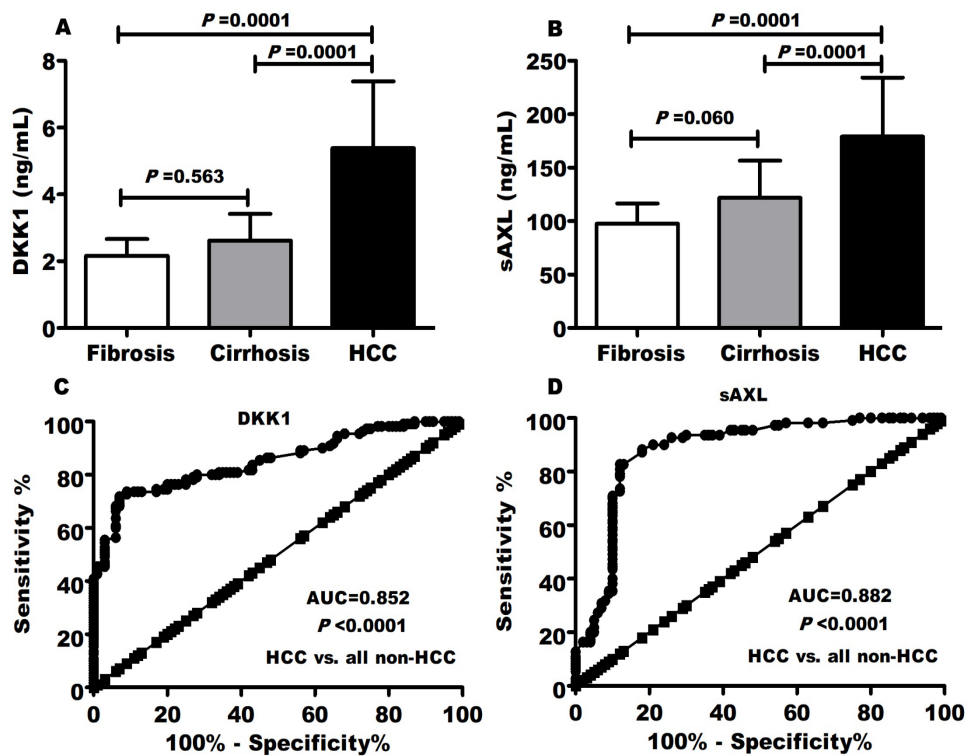 A
P =0.0001
P =0.0001
P =0.563
DKK1 (ng/mL)
8
6
4
2
0
Fibrosis Cirrhosis HCC
B
P =0.0001
P =0.0001
P =0.060
sAXL (ng/mL)
250
200
150
100
50
0
Fibrosis Cirrhosis HCC
C
DKK1
Sensitivity %
100
80
60
40
20
0
AUC=0.852
P <0.0001
HCC vs. all non-HCC
0 20 40 60 80 100
100% - Specificity%
D
sAXL
Sensitivity %
100
80
60
40
20
0
AUC=0.882
P <0.0001
HCC vs. all non-HCC
0 20 40 60 80 100
100% - Specificity%